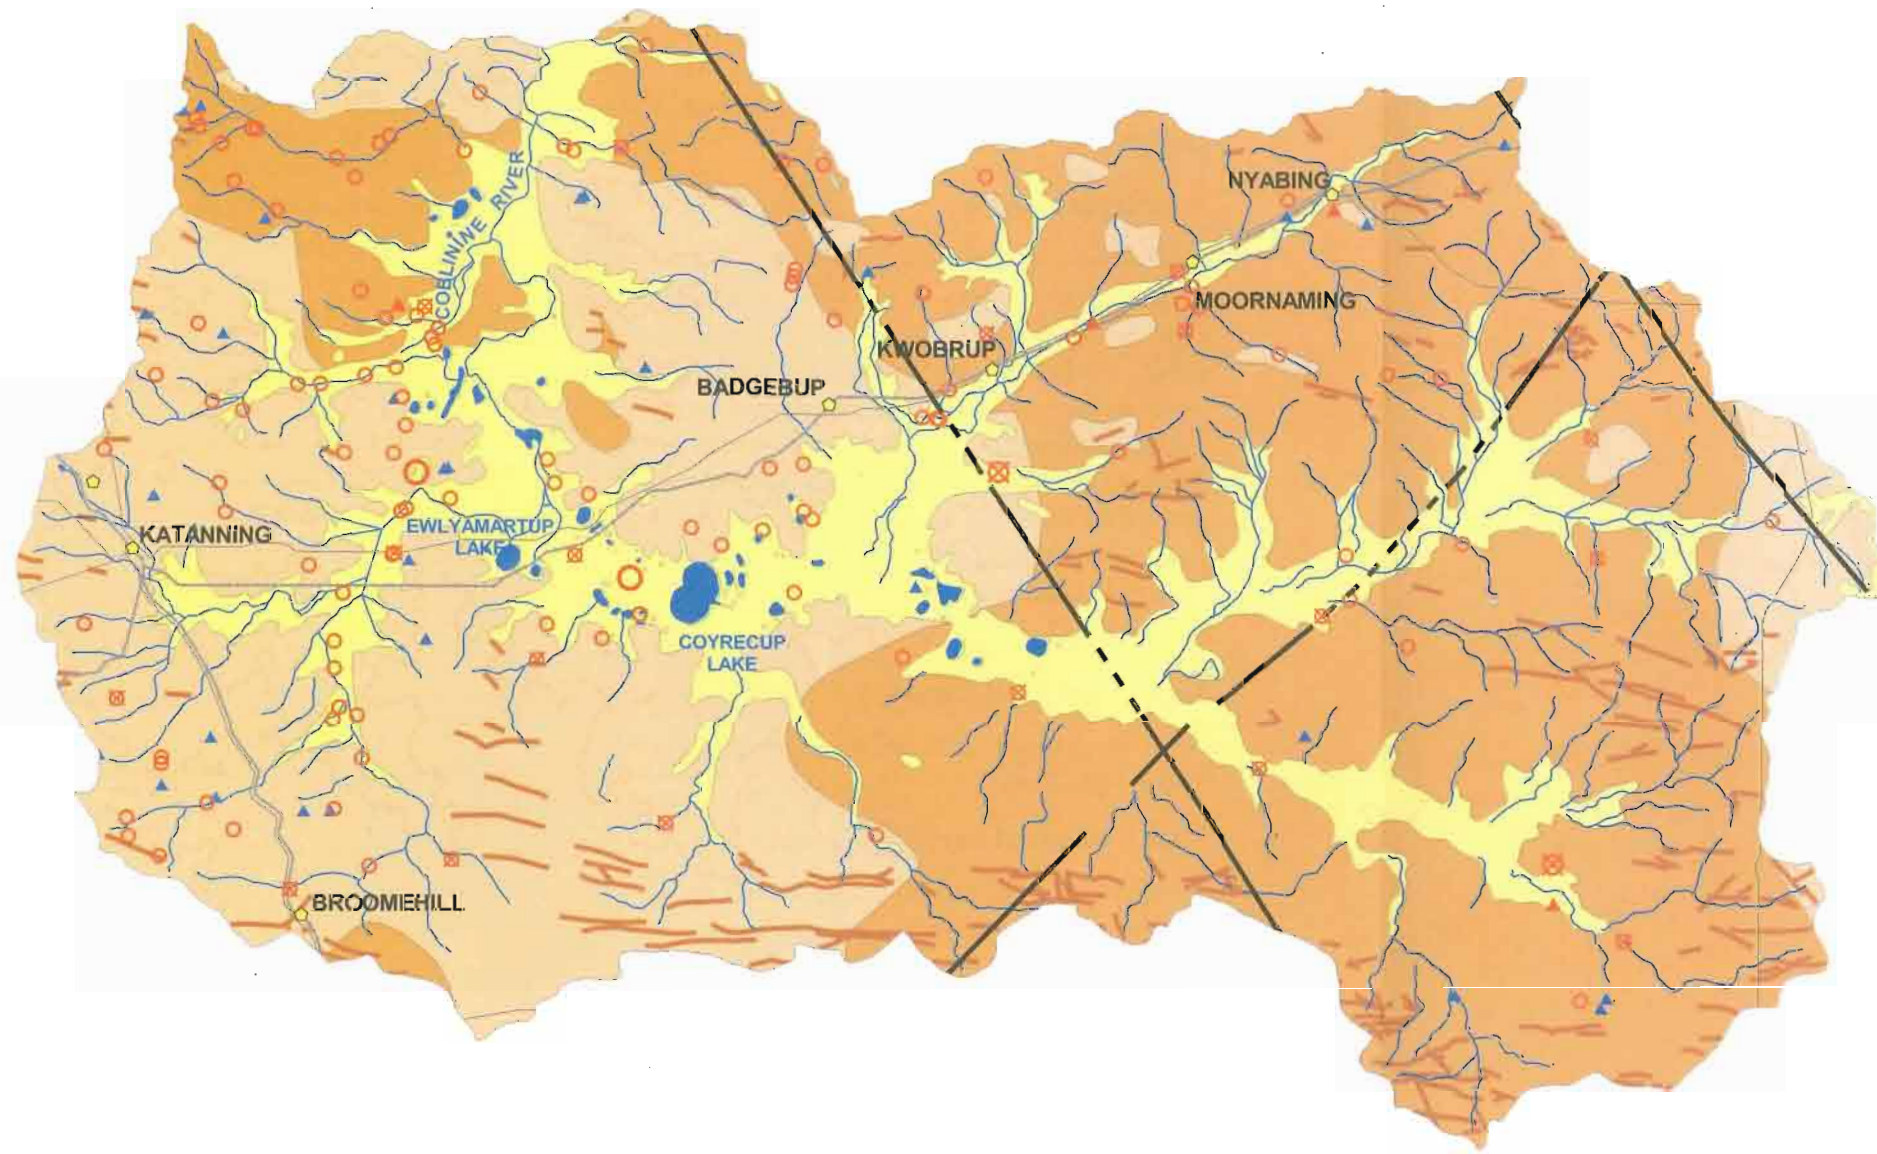 COBLININE RIVER
NYABING
MOORNAMING
KWOBRUP
BADGEBUP
KATANNING
EWLYAMARTUP
LAKE
COYRECUP
LAKE
BROOMEHILL